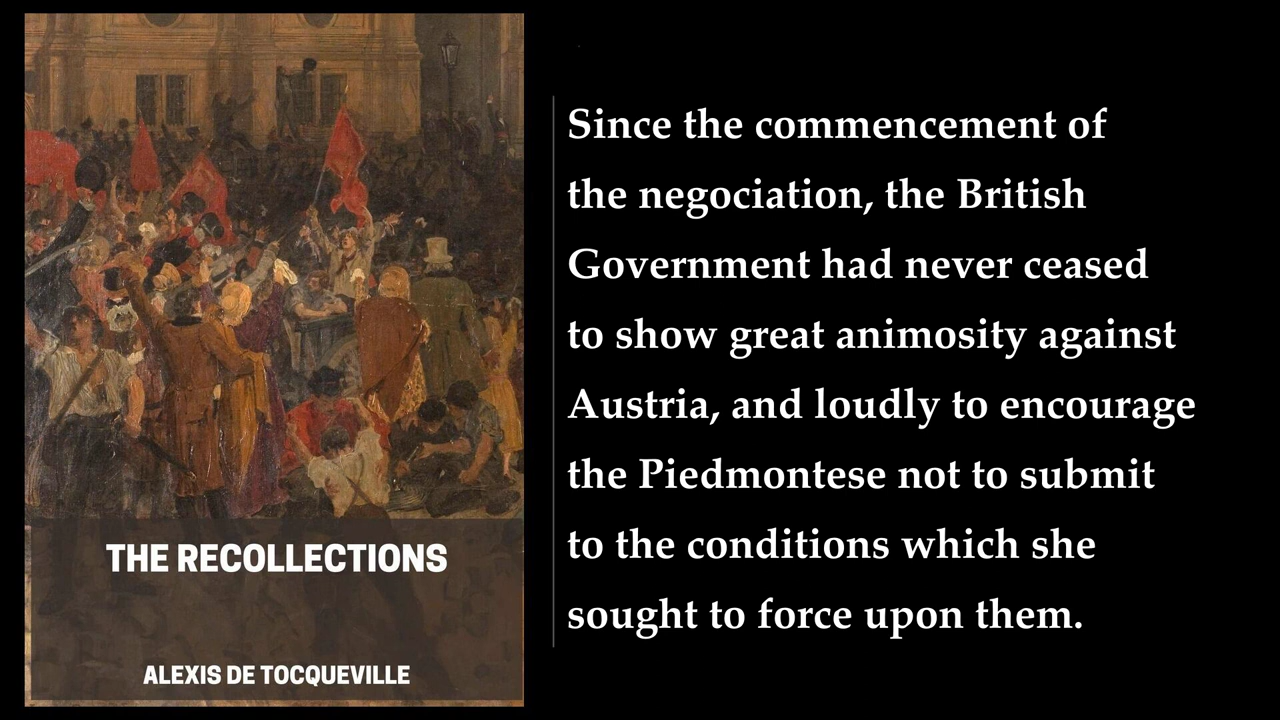 THE RECOLLECTIONS
ALEXIS DE TOCQUEVILLE
Since the commencement of
the negociation, the British
Government had never ceased
to show great animosity against
Austria, and loudly to encourage
the Piedmontese not to submit
to the conditions which she
sought to force upon them.